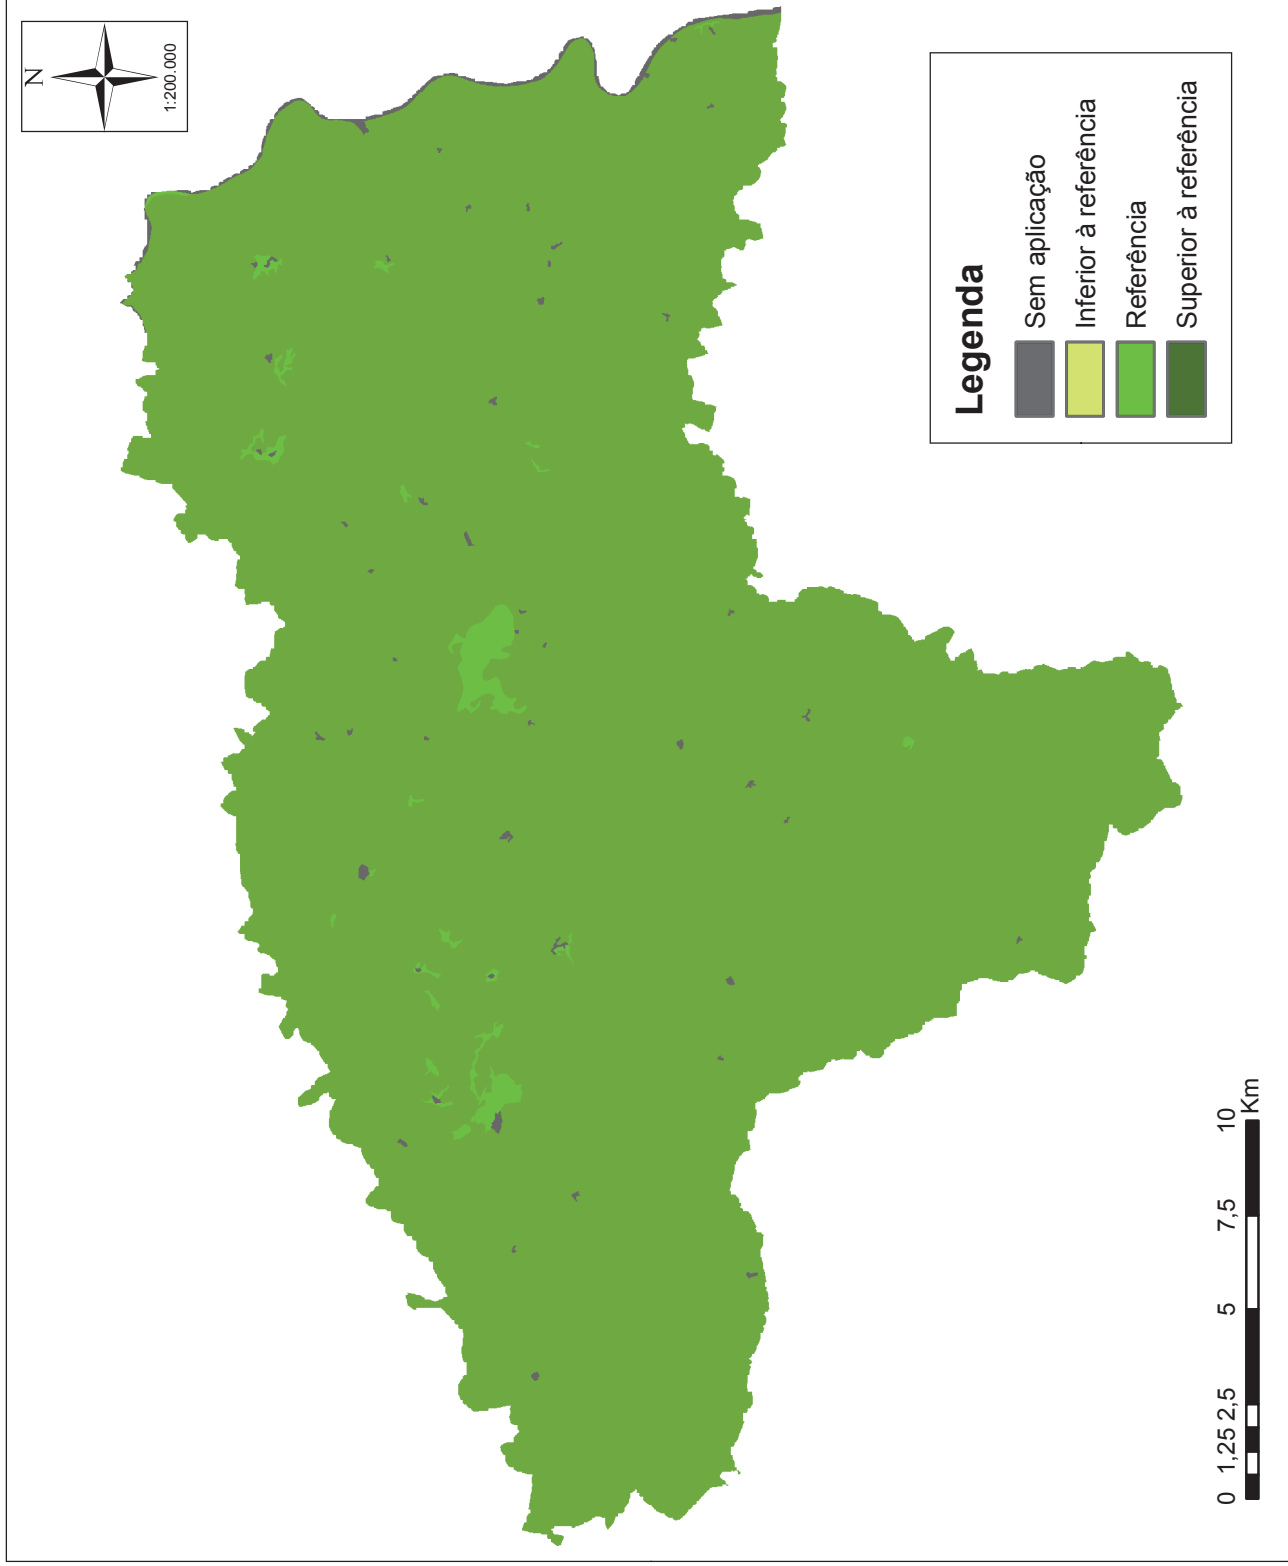 N
1:200.000
Legenda
Sem aplicação
Inferior à referência
Referência
Superior à referência
0 1,25 2,5 5 7,5 10
Km